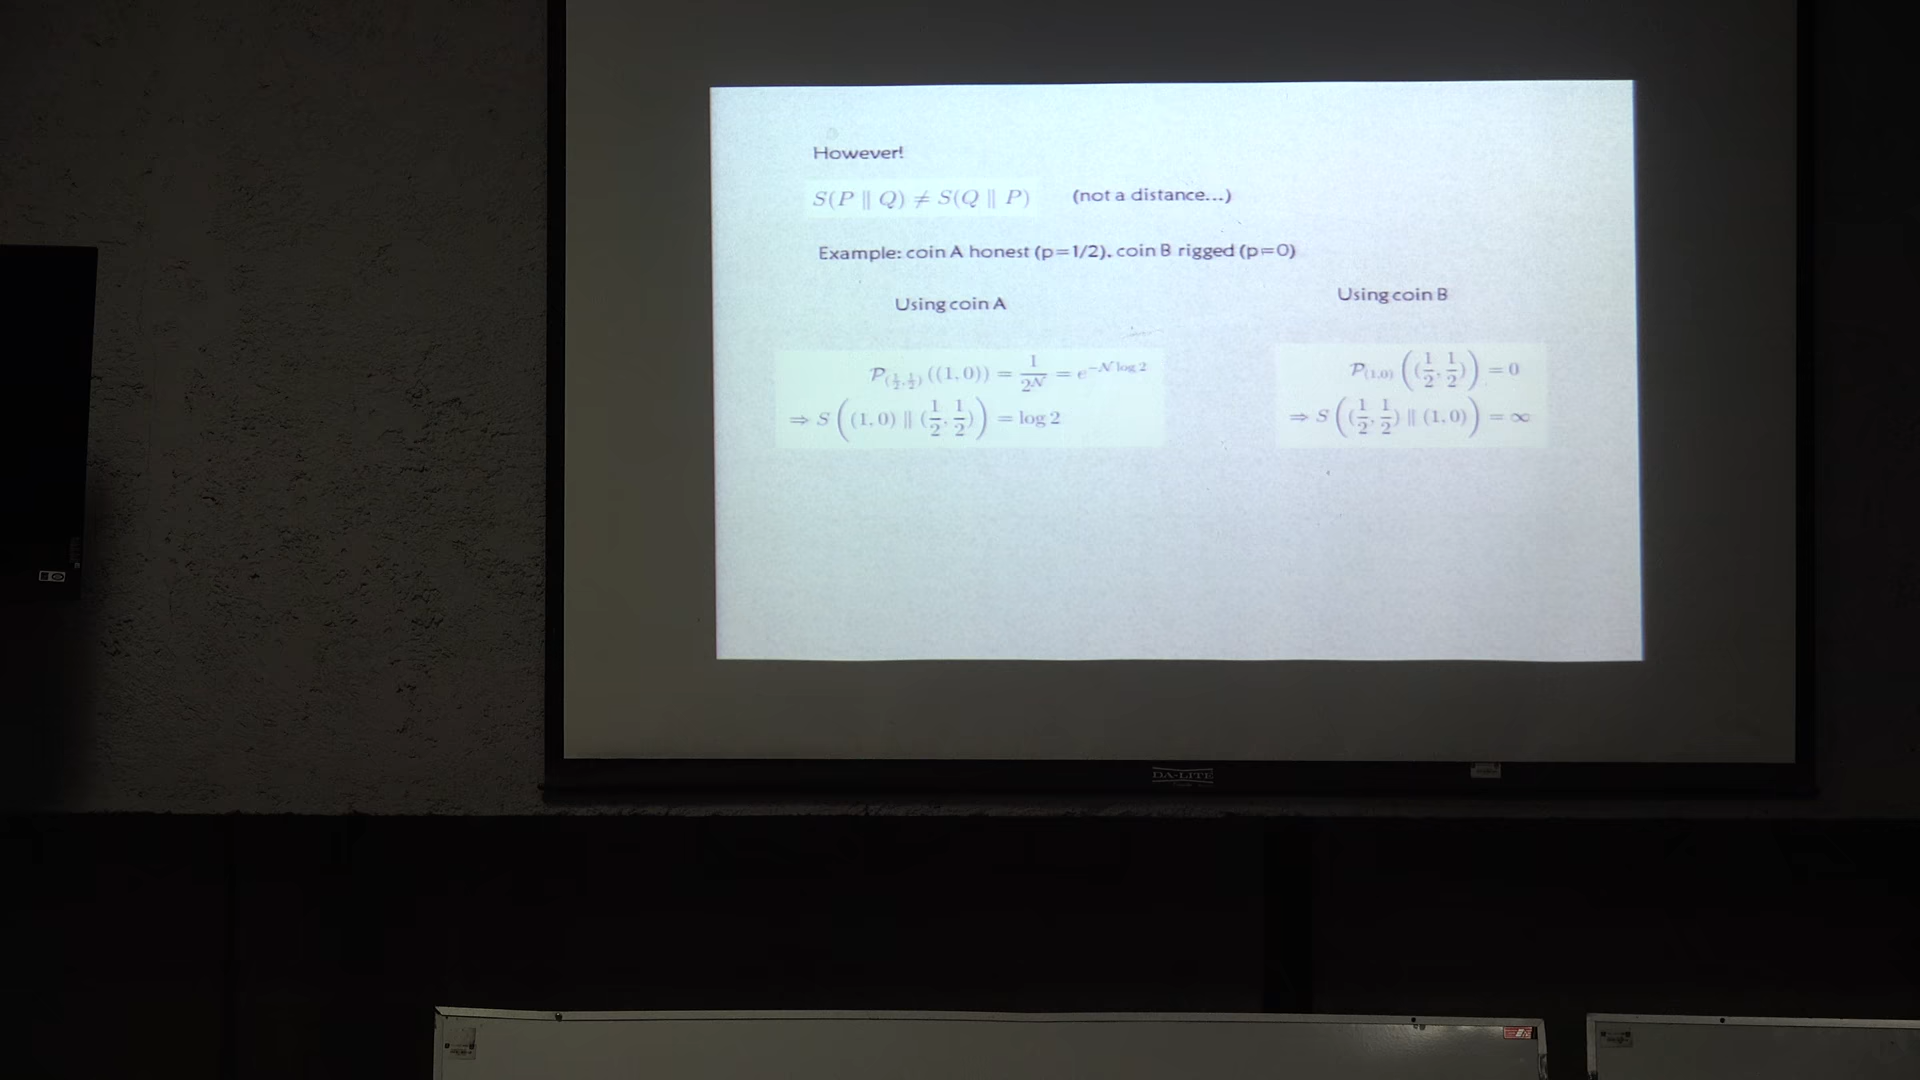 However!
S(P ∥ Q) ≠ S(Q ∥ P) (not a distance...)
Example: coin A honest (p=1/2), coin B rigged (p=0)
Using coin A
Using coin B
𝒫_{(1/2,1/2)} ((1,0)) = 1/2^𝒩 = e^{−𝒩 log 2}
⇒ S ((1,0) ∥ (1/2, 1/2)) = log 2
𝒫_{(1,0)} ((1/2, 1/2)) = 0
⇒ S ((1/2, 1/2) ∥ (1,0)) = ∞
DA-LITE